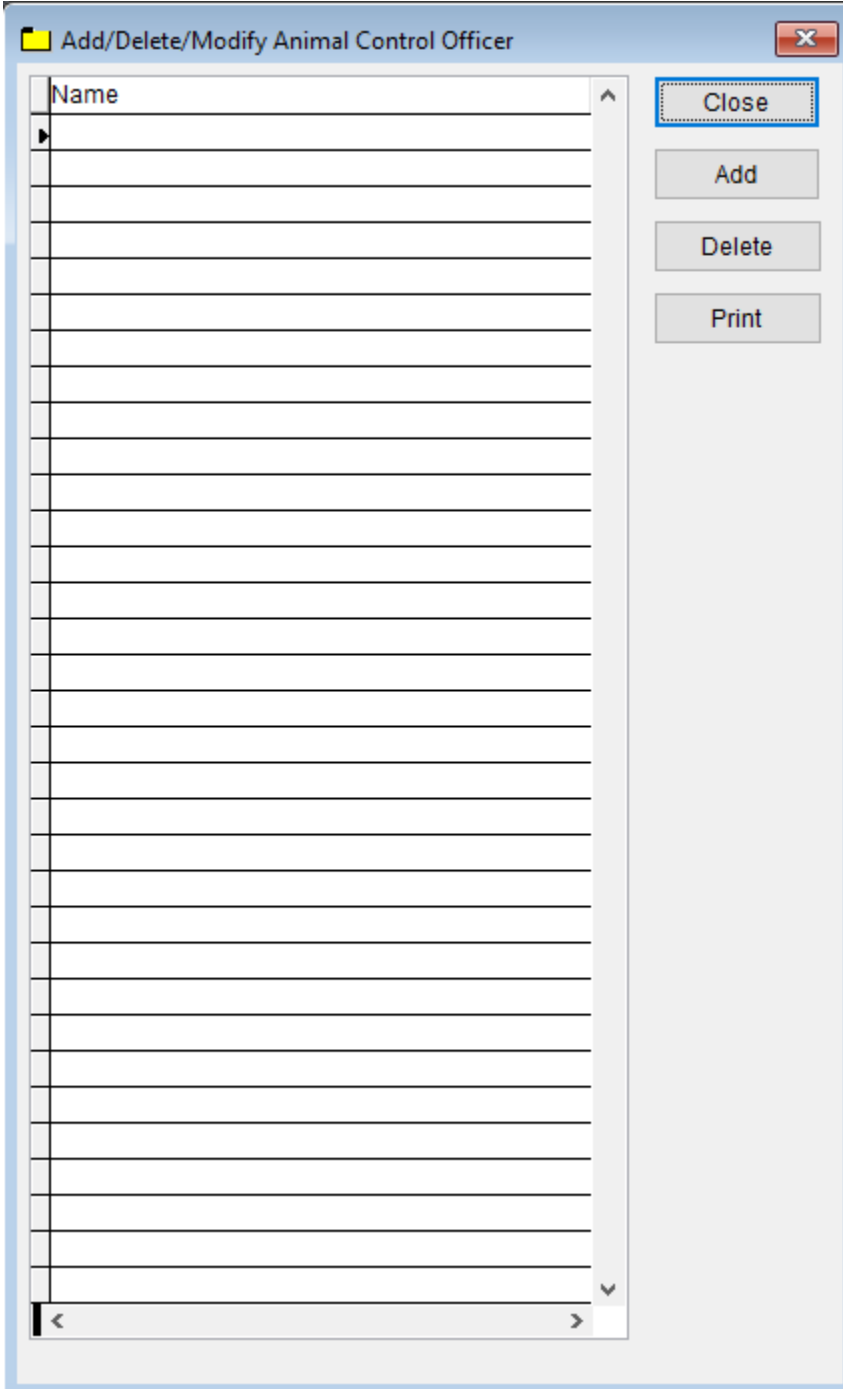 Add/Delete/Modify Animal Control Officer
Name
Close
Add
Delete
Print